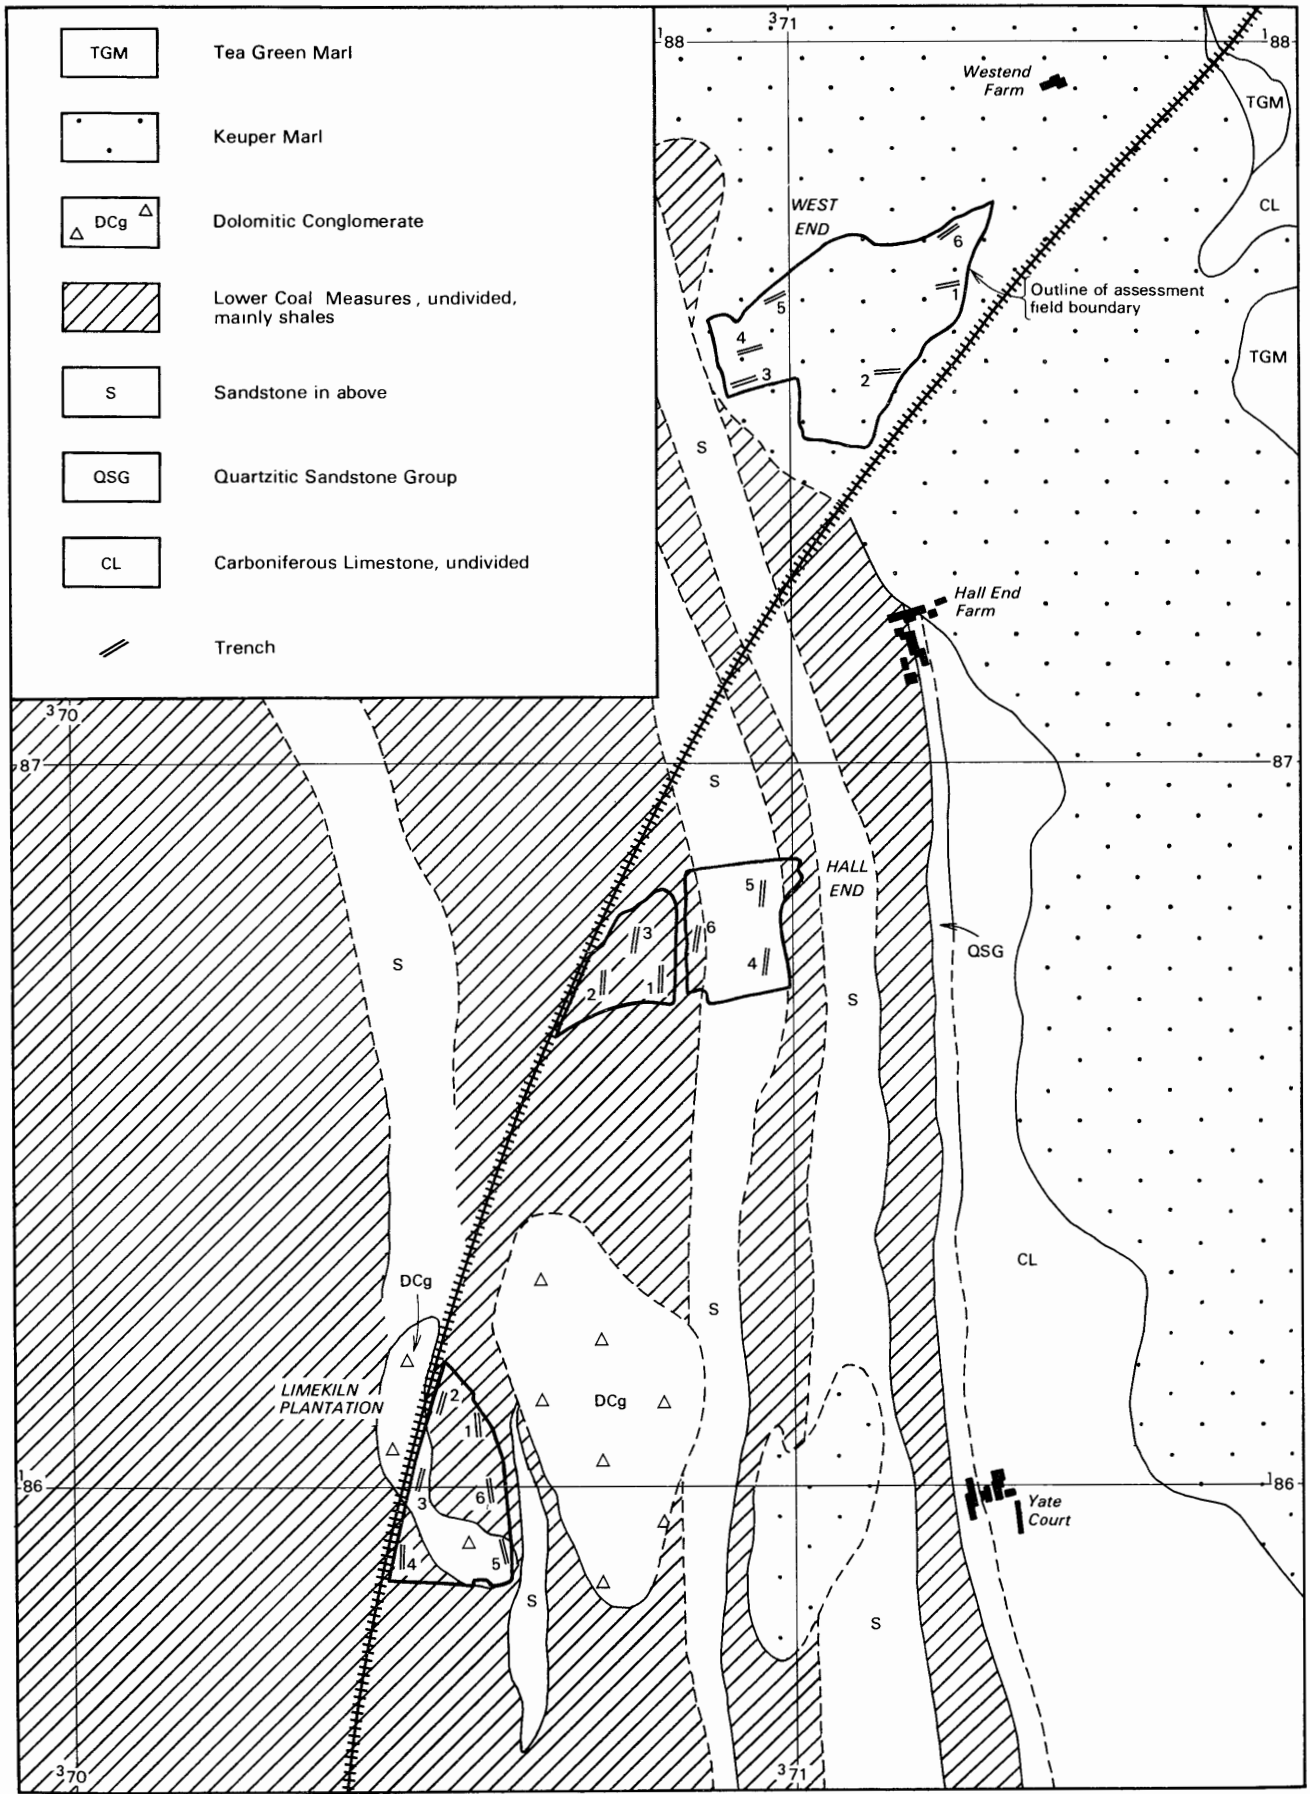 TGM Tea Green Marl
Keuper Marl
DCg Dolomitic Conglomerate
Lower Coal Measures, undivided,
mainly shales
S Sandstone in above
QSG Quartzitic Sandstone Group
CL Carboniferous Limestone, undivided
Trench
371
188
188
Westend
Farm
TGM
WEST
END
CL
6
1
5
Outline of assessment
field boundary
4
3
2
TGM
S
Hall End
Farm
370
87
87
S
HALL
END
5
3
6
QSG
S
4
2
1
S
CL
DCg
S
LIMEKILN
PLANTATION
2
DCg
1
186
186
3
6
Yate
Court
4
5
S
S
370
371